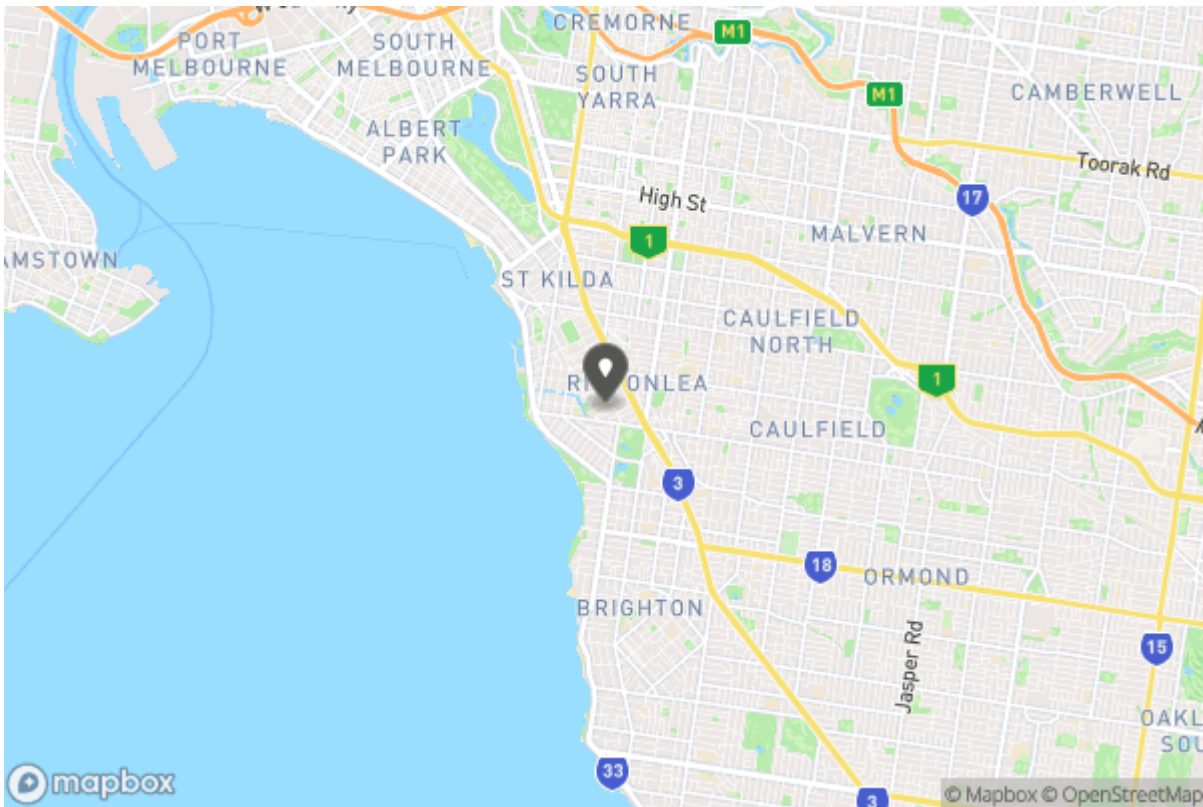 CREMORNE
M1
PORT
MELBOURNE
SOUTH
MELBOURNE
SOUTH
YARRA
M1
CAMBERWELL
ALBERT
PARK
Toorak Rd
High St
17
MALVERN
1
AMSTOWN
ST KILDA
CAULFIELD
NORTH
1
RI ONLEA
CAULFIELD
3
18
ORMOND
BRIGHTON
Jasper Rd
15
OAKL
SOU
33
3
mapbox
© Mapbox © OpenStreetMap